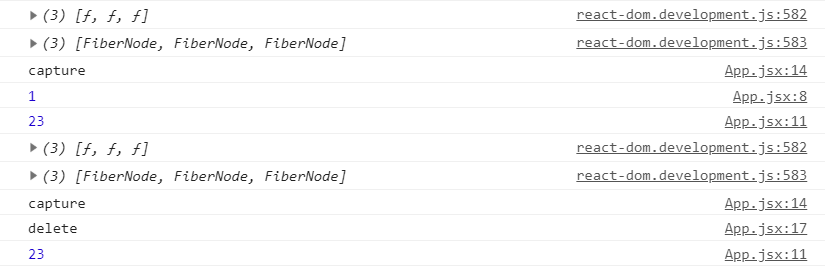 (3) [ƒ, ƒ, ƒ] react-dom.development.js:582
(3) [FiberNode, FiberNode, FiberNode] react-dom.development.js:583
capture App.jsx:14
1 App.jsx:8
23 App.jsx:11
(3) [ƒ, ƒ, ƒ] react-dom.development.js:582
(3) [FiberNode, FiberNode, FiberNode] react-dom.development.js:583
capture App.jsx:14
delete App.jsx:17
23 App.jsx:11